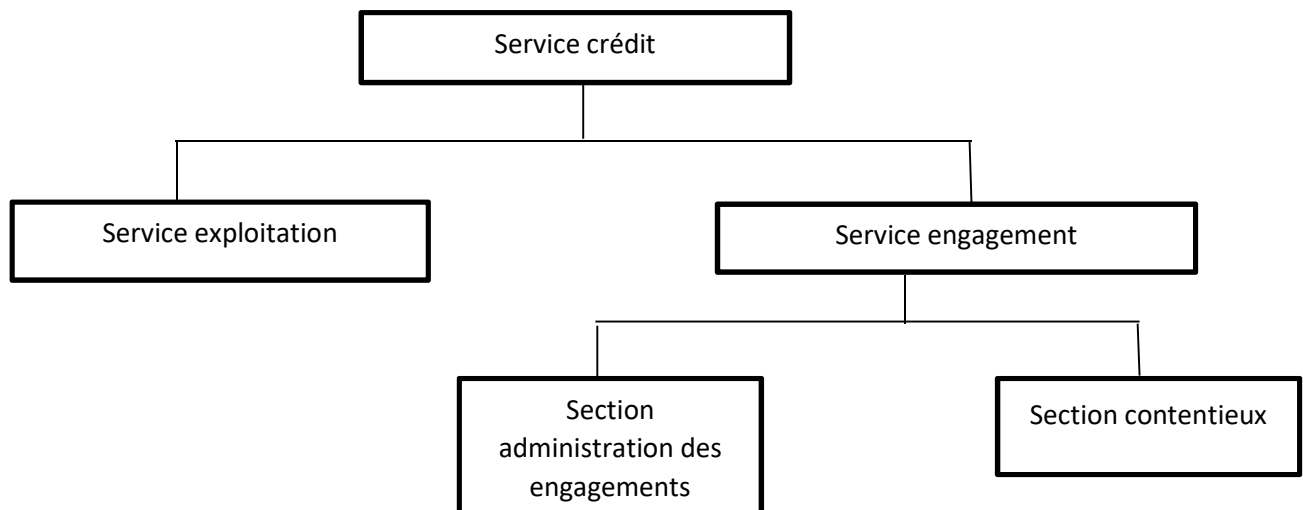 Service crédit
Service exploitation
Service engagement
Section
administration des
engagements
Section contentieux